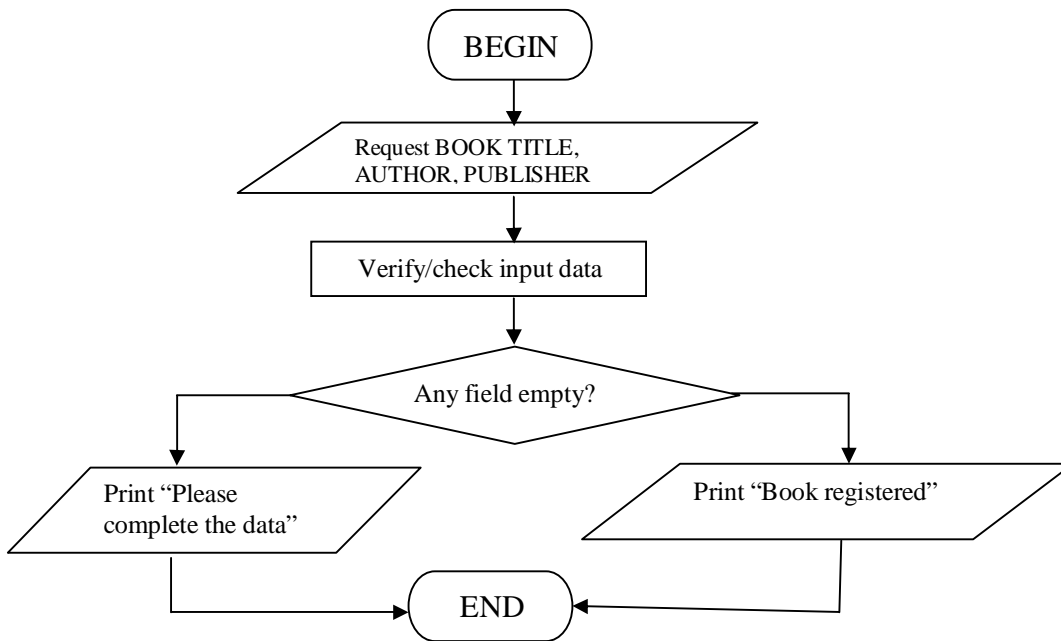 BEGIN
Request BOOK TITLE,
AUTHOR, PUBLISHER
Verify/check input data
Any field empty?
Print “Please
complete the data”
Print “Book registered”
END